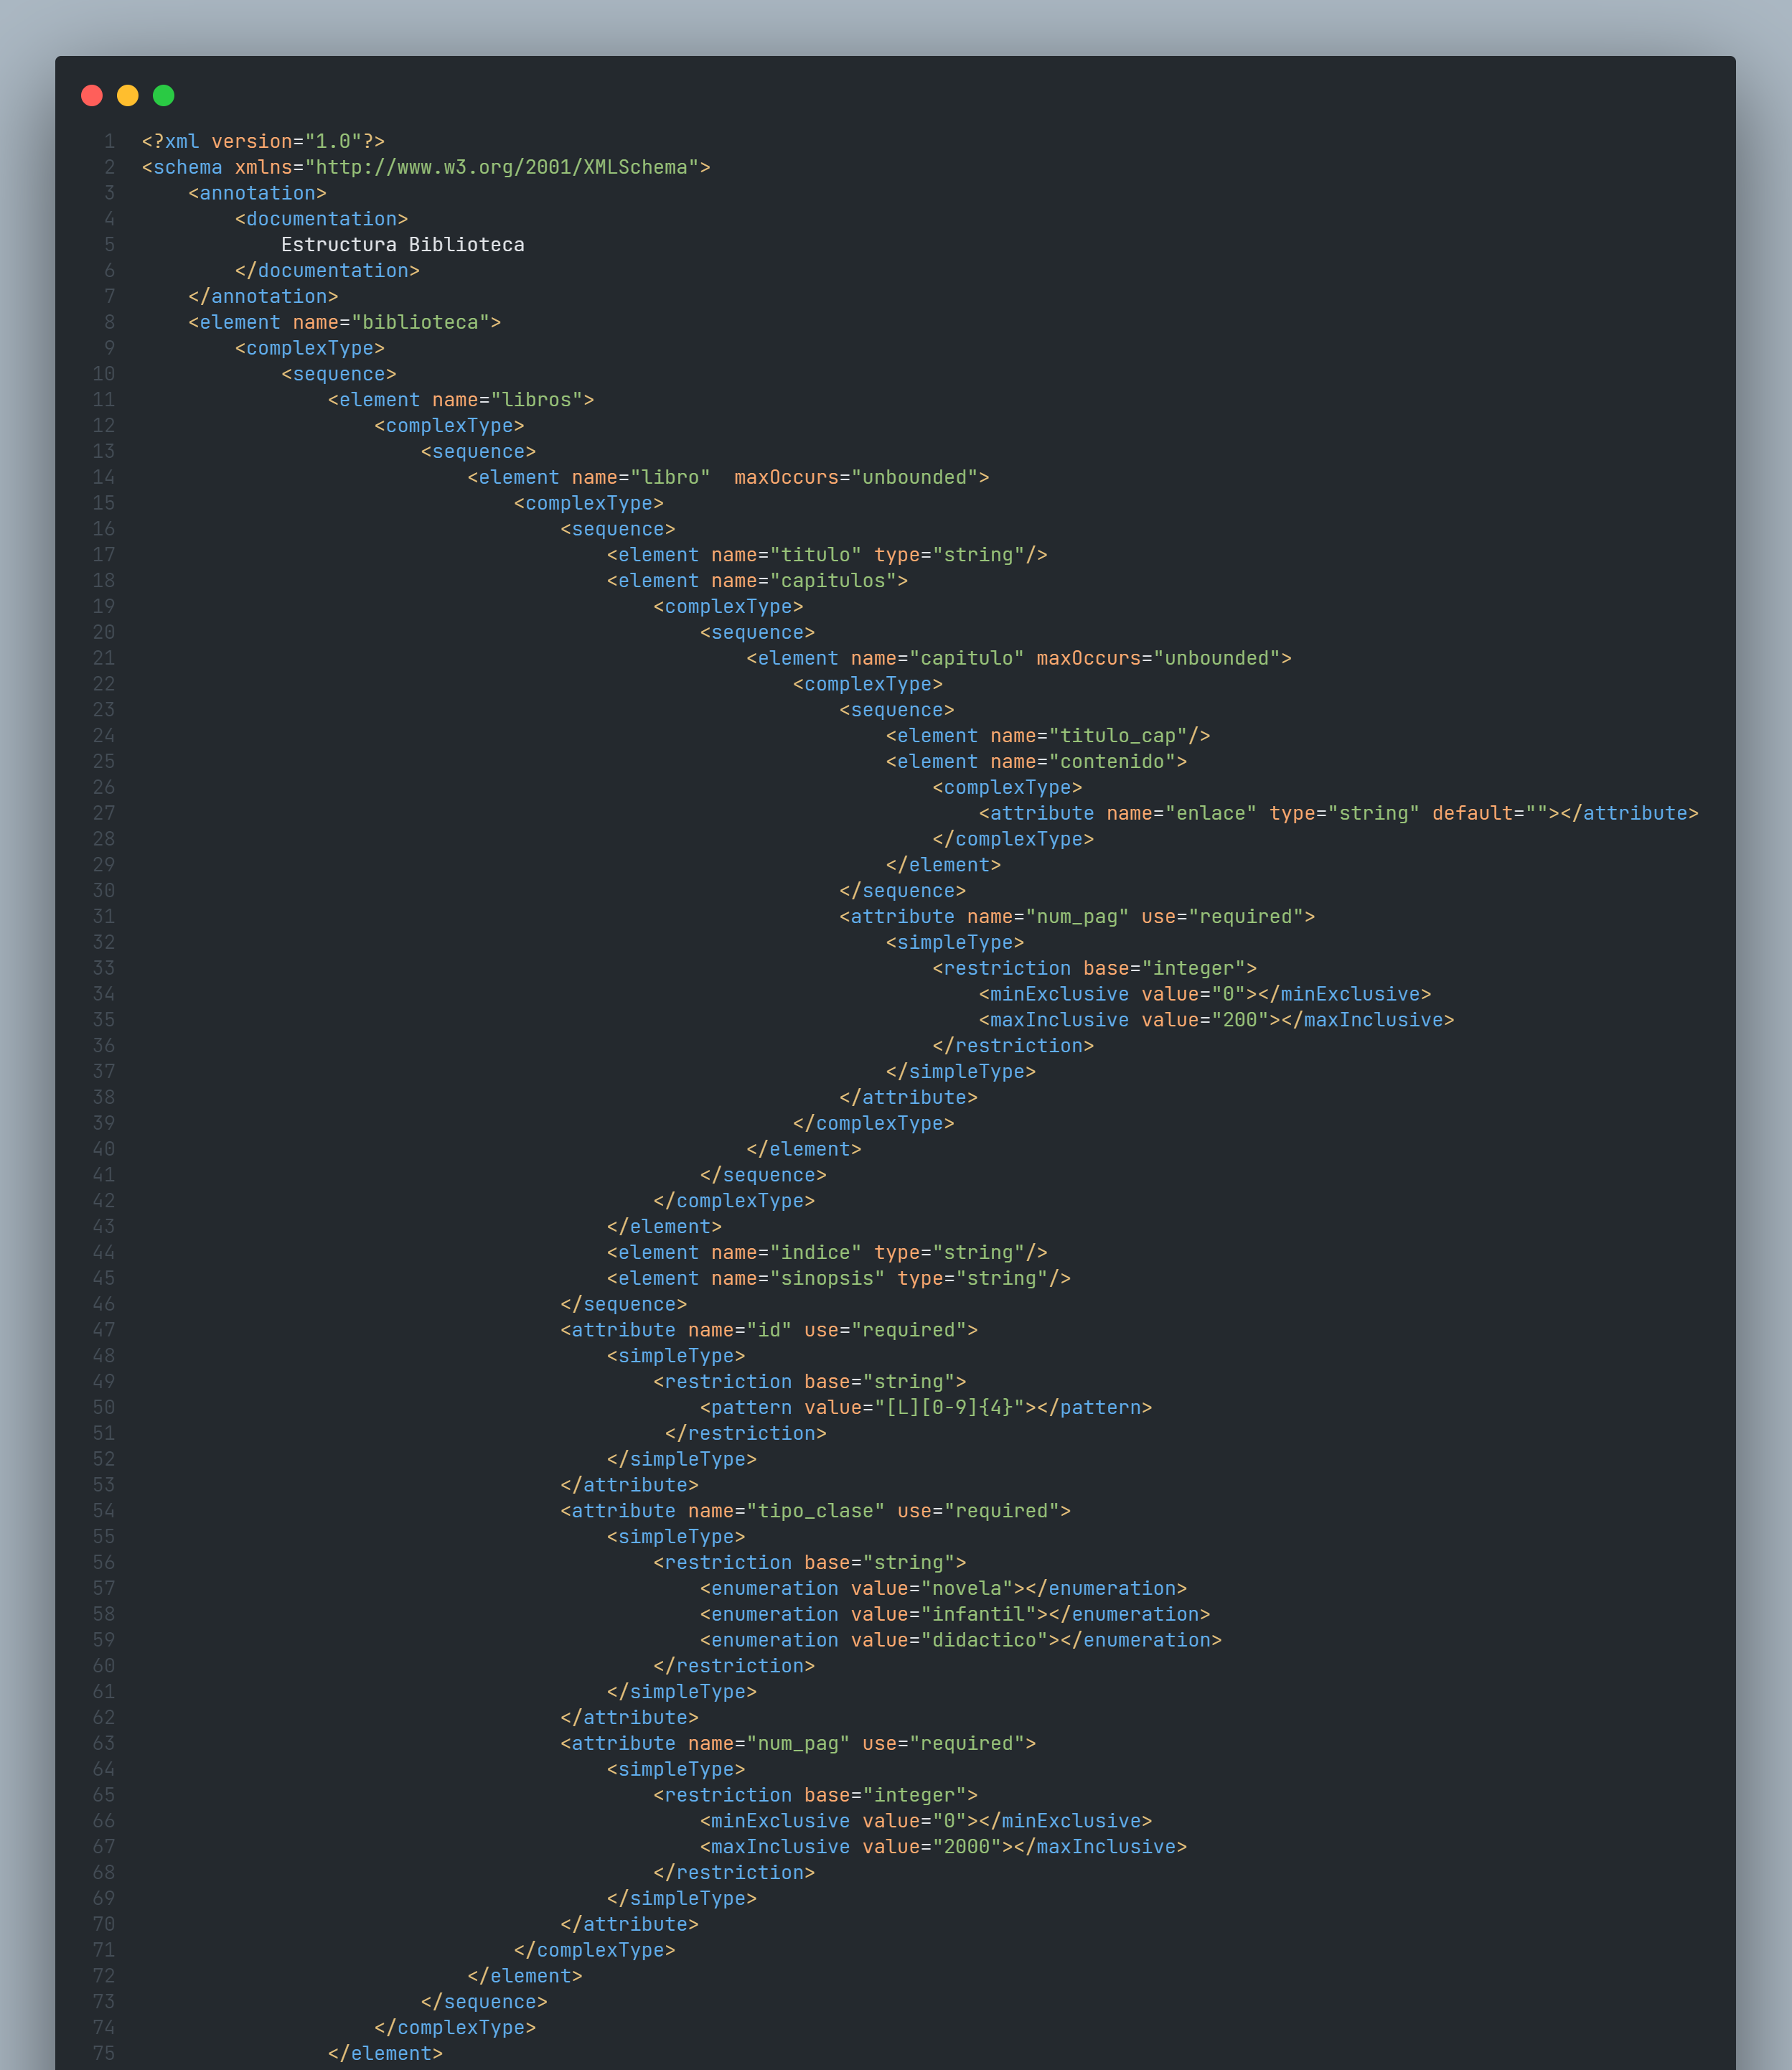 1 <?xml version="1.0"?>
2 <schema xmlns="http://www.w3.org/2001/XMLSchema">
3     <annotation>
4         <documentation>
5             Estructura Biblioteca
6         </documentation>
7     </annotation>
8     <element name="biblioteca">
9         <complexType>
10             <sequence>
11                 <element name="libros">
12                     <complexType>
13                         <sequence>
14                             <element name="libro"  maxOccurs="unbounded">
15                                 <complexType>
16                                     <sequence>
17                                         <element name="titulo" type="string"/>
18                                         <element name="capitulos">
19                                             <complexType>
20                                                 <sequence>
21                                                     <element name="capitulo" maxOccurs="unbounded">
22                                                         <complexType>
23                                                             <sequence>
24                                                                 <element name="titulo_cap"/>
25                                                                 <element name="contenido">
26                                                                     <complexType>
27                                                                         <attribute name="enlace" type="string" default=""></attribute>
28                                                                     </complexType>
29                                                                 </element>
30                                                             </sequence>
31                                                             <attribute name="num_pag" use="required">
32                                                                 <simpleType>
33                                                                     <restriction base="integer">
34                                                                         <minExclusive value="0"></minExclusive>
35                                                                         <maxInclusive value="200"></maxInclusive>
36                                                                     </restriction>
37                                                                 </simpleType>
38                                                             </attribute>
39                                                         </complexType>
40                                                     </element>
41                                                 </sequence>
42                                             </complexType>
43                                         </element>
44                                         <element name="indice" type="string"/>
45                                         <element name="sinopsis" type="string"/>
46                                     </sequence>
47                                     <attribute name="id" use="required">
48                                         <simpleType>
49                                             <restriction base="string">
50                                                 <pattern value="[L][0-9]{4}"></pattern>
51                                              </restriction>
52                                         </simpleType>
53                                     </attribute>
54                                     <attribute name="tipo_clase" use="required">
55                                         <simpleType>
56                                             <restriction base="string">
57                                                 <enumeration value="novela"></enumeration>
58                                                 <enumeration value="infantil"></enumeration>
59                                                 <enumeration value="didactico"></enumeration>
60                                             </restriction>
61                                         </simpleType>
62                                     </attribute>
63                                     <attribute name="num_pag" use="required">
64                                         <simpleType>
65                                             <restriction base="integer">
66                                                 <minExclusive value="0"></minExclusive>
67                                                 <maxInclusive value="2000"></maxInclusive>
68                                             </restriction>
69                                         </simpleType>
70                                     </attribute>
71                                 </complexType>
72                             </element>
73                         </sequence>
74                     </complexType>
75                 </element>